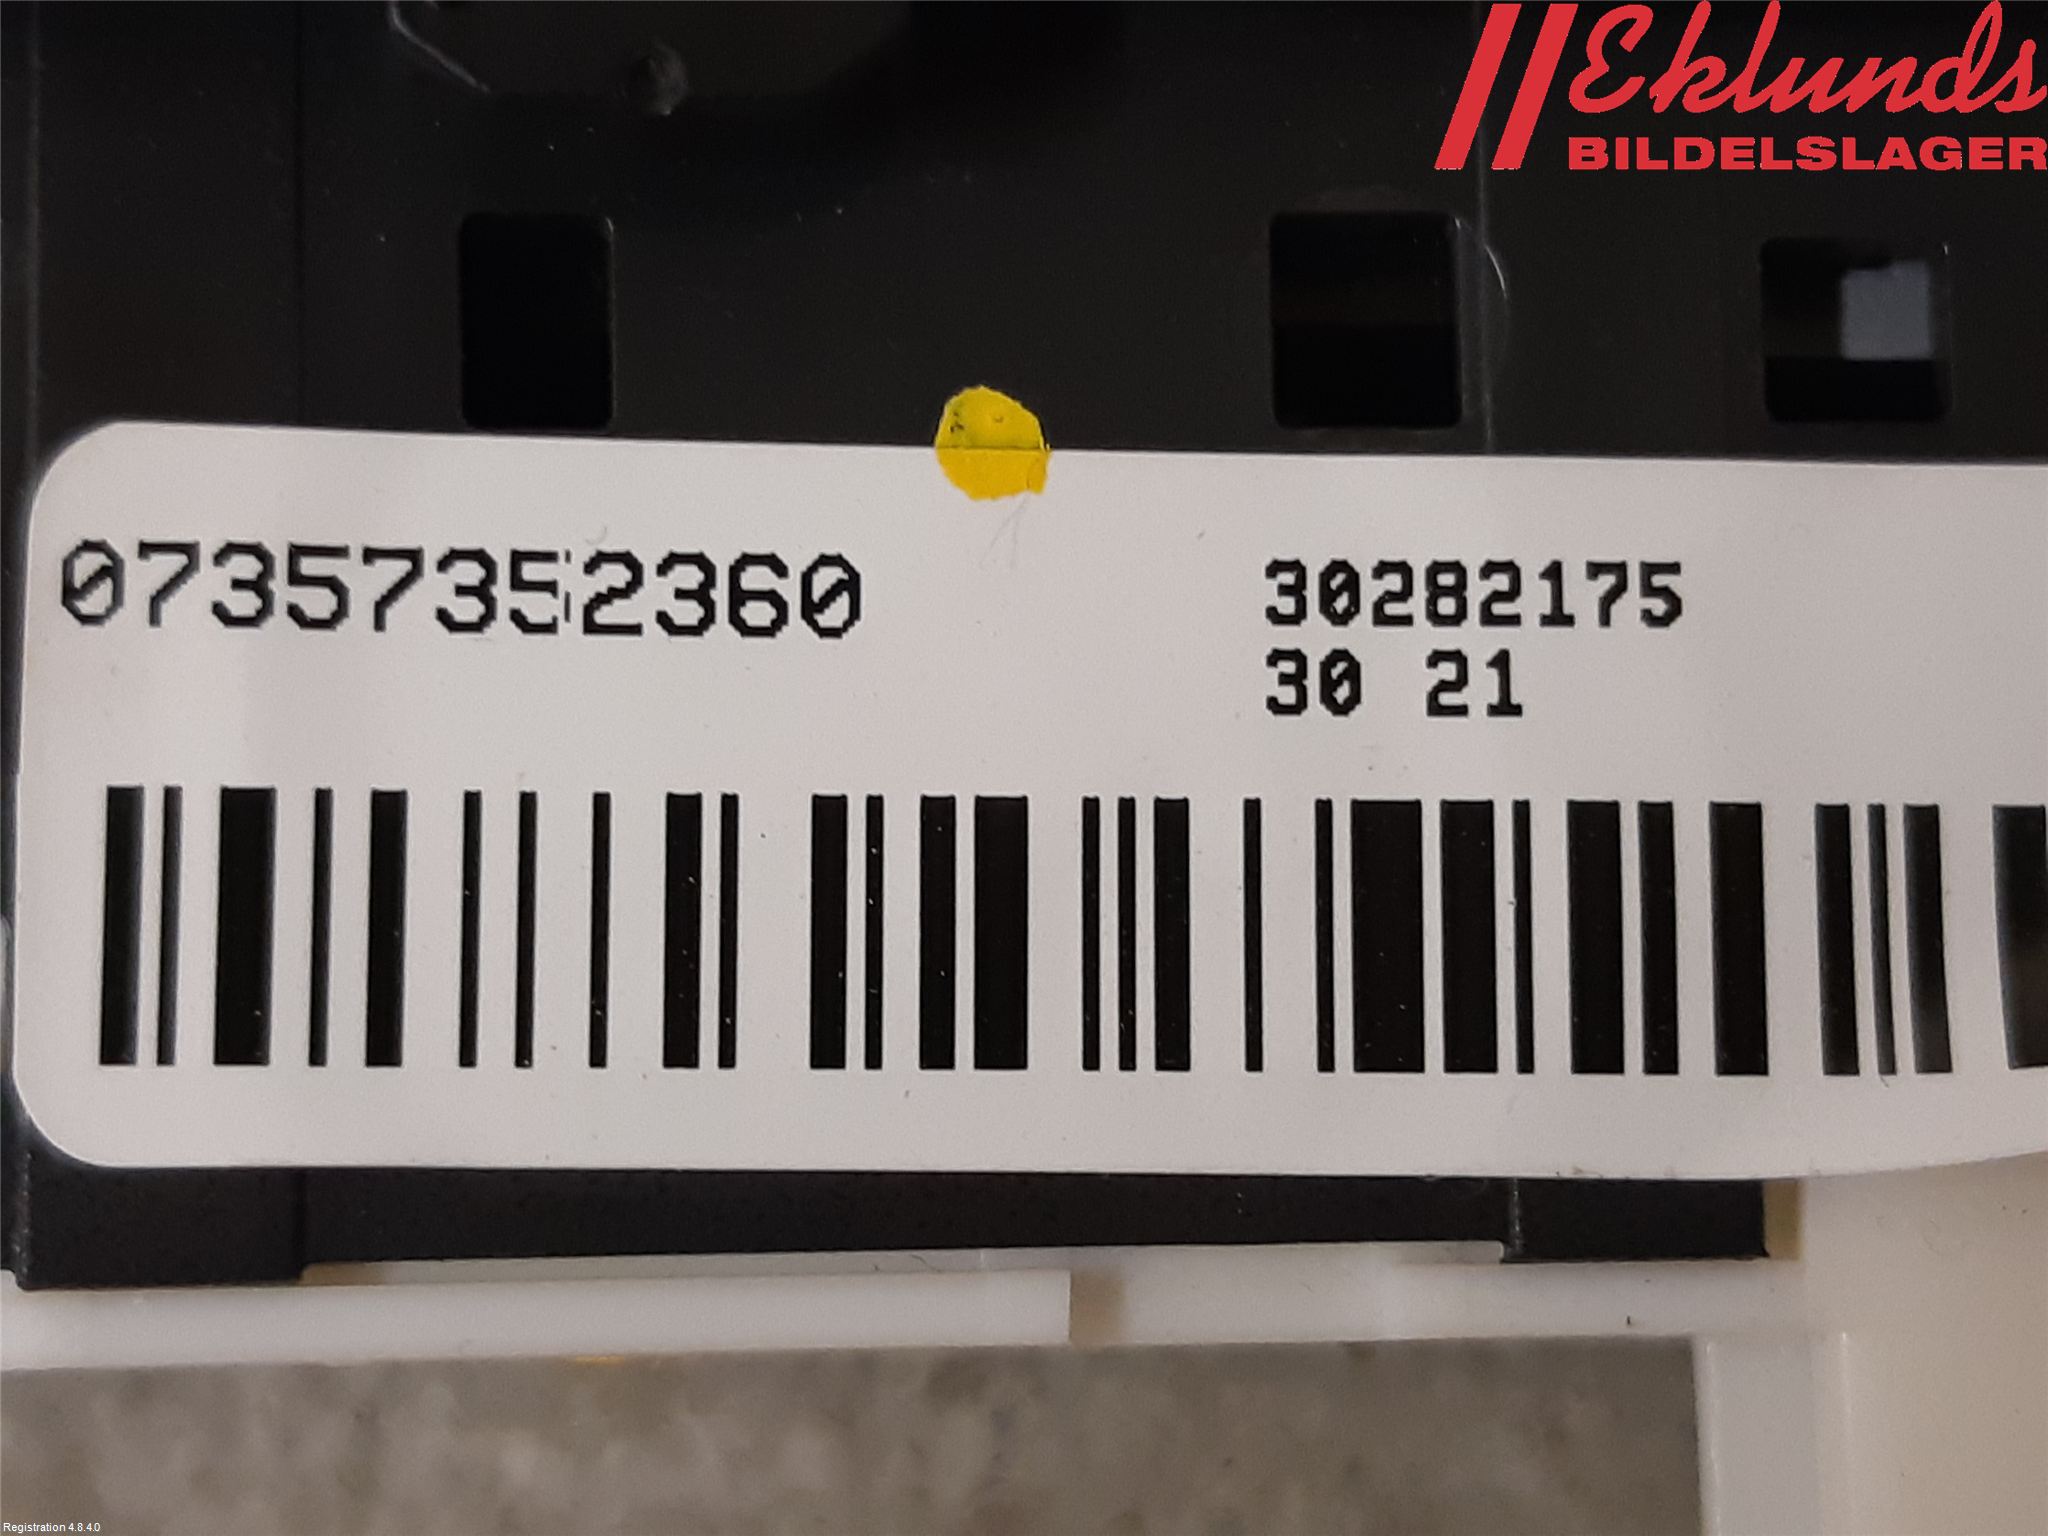 Eklunds
BILDELSLAGER
07357352360
30282175
30 21
Registration 4.8.4.0